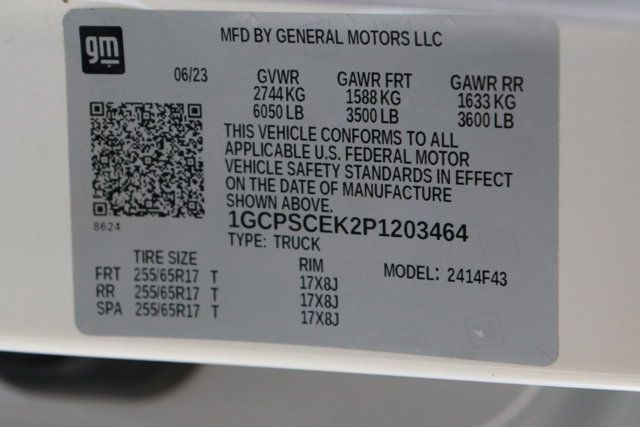 gm
MFD BY GENERAL MOTORS LLC
06/23 GVWR GAWR FRT GAWR RR
2744 KG 1588 KG 1633 KG
6050 LB 3500 LB 3600 LB
THIS VEHICLE CONFORMS TO ALL
APPLICABLE U.S. FEDERAL MOTOR
VEHICLE SAFETY STANDARDS IN EFFECT
ON THE DATE OF MANUFACTURE
SHOWN ABOVE.
8624
1GCPSCEK2P1203464
TYPE: TRUCK
TIRE SIZE RIM MODEL: 2414F43
FRT 255/65R17 T 17X8J
RR 255/65R17 T 17X8J
SPA 255/65R17 T 17X8J